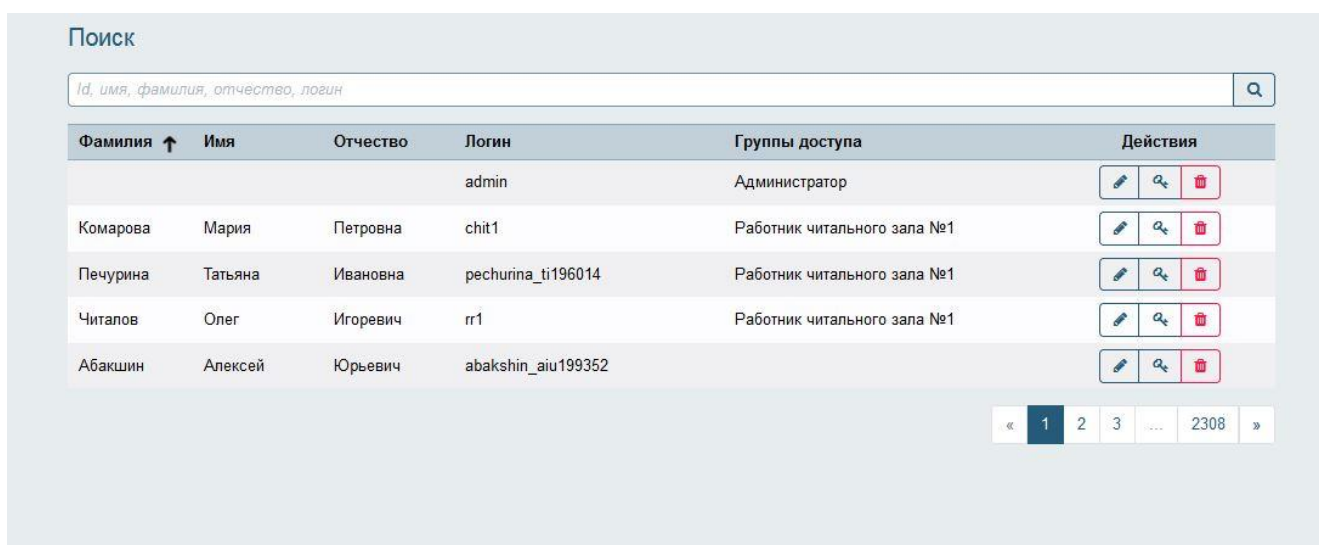 Поиск
Id, имя, фамилия, отчество, логин
Фамилия Имя Отчество Логин Группы доступа Действия
admin Администратор
Комарова Мария Петровна chit1 Работник читального зала №1
Печурина Татьяна Ивановна pechurina_ti196014 Работник читального зала №1
Читалов Олег Игоревич rr1 Работник читального зала №1
Абакшин Алексей Юрьевич abakshin_aiu199352
« 1 2 3 ... 2308 »